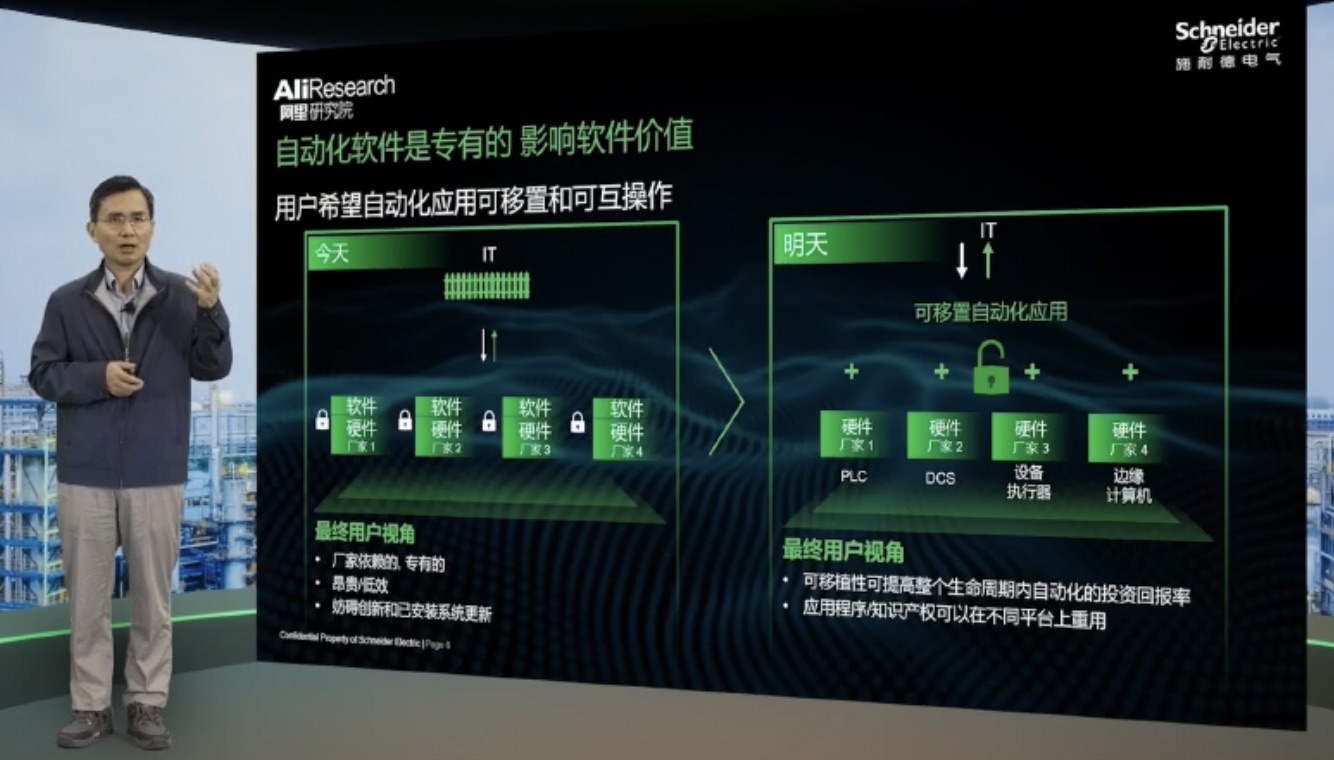 Schneider
Electric
施耐德电气
AliResearch
阿里研究院
自动化软件是专有的 影响软件价值
用户希望自动化应用可移置和可互操作
今天
IT
软件
硬件
厂家1
软件
硬件
厂家2
软件
硬件
厂家3
软件
硬件
厂家4
最终用户视角
• 厂家依赖的, 专有的
• 昂贵/低效
• 妨碍创新和已安装系统更新
明天
IT
可移置自动化应用
硬件
厂家 1
PLC
硬件
厂家 2
DCS
硬件
厂家 3
设备
执行器
硬件
厂家 4
边缘
计算机
最终用户视角
• 可移植性可提高整个生命周期内自动化的投资回报率
• 应用程序/知识产权可以在不同平台上重用
Confidential Property of Schneider Electric | Page 6